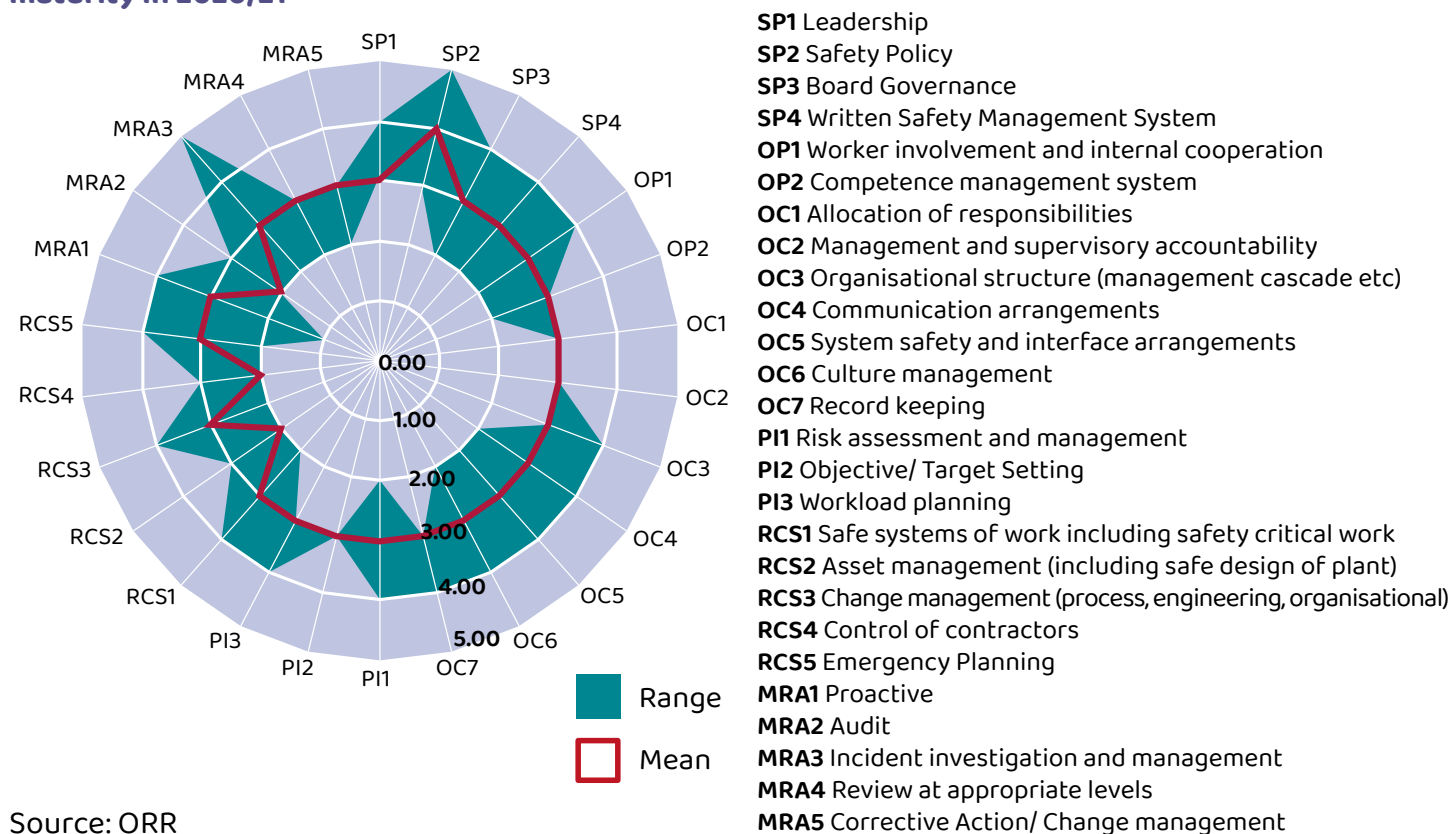 SP1
SP2
SP3
SP4
OP1
OP2
OC1
OC2
OC3
OC4
OC5
OC6
OC7
PI1
PI2
PI3
RCS1
RCS2
RCS3
RCS4
RCS5
MRA1
MRA2
MRA3
MRA4
MRA5
0.00
1.00
2.00
3.00
4.00
5.00
Range
Mean
SP1 Leadership
SP2 Safety Policy
SP3 Board Governance
SP4 Written Safety Management System
OP1 Worker involvement and internal cooperation
OP2 Competence management system
OC1 Allocation of responsibilities
OC2 Management and supervisory accountability
OC3 Organisational structure (management cascade etc)
OC4 Communication arrangements
OC5 System safety and interface arrangements
OC6 Culture management
OC7 Record keeping
PI1 Risk assessment and management
PI2 Objective/ Target Setting
PI3 Workload planning
RCS1 Safe systems of work including safety critical work
RCS2 Asset management (including safe design of plant)
RCS3 Change management (process, engineering, organisational)
RCS4 Control of contractors
RCS5 Emergency Planning
MRA1 Proactive
MRA2 Audit
MRA3 Incident investigation and management
MRA4 Review at appropriate levels
MRA5 Corrective Action/ Change management
Source: ORR